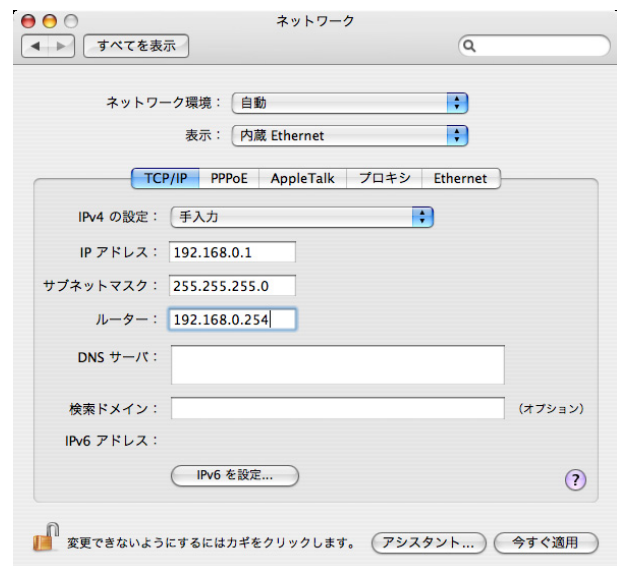 ネットワーク
すべてを表示
ネットワーク環境： 自動
表示： 内蔵 Ethernet
TCP/IP PPPoE AppleTalk プロキシ Ethernet
IPv4 の設定： 手入力
IP アドレス： 192.168.0.1
サブネットマスク： 255.255.255.0
ルーター： 192.168.0.254
DNS サーバ：
検索ドメイン： (オプション)
IPv6 アドレス：
IPv6 を設定...
?
変更できないようにするにはカギをクリックします。 アシスタント... 今すぐ適用